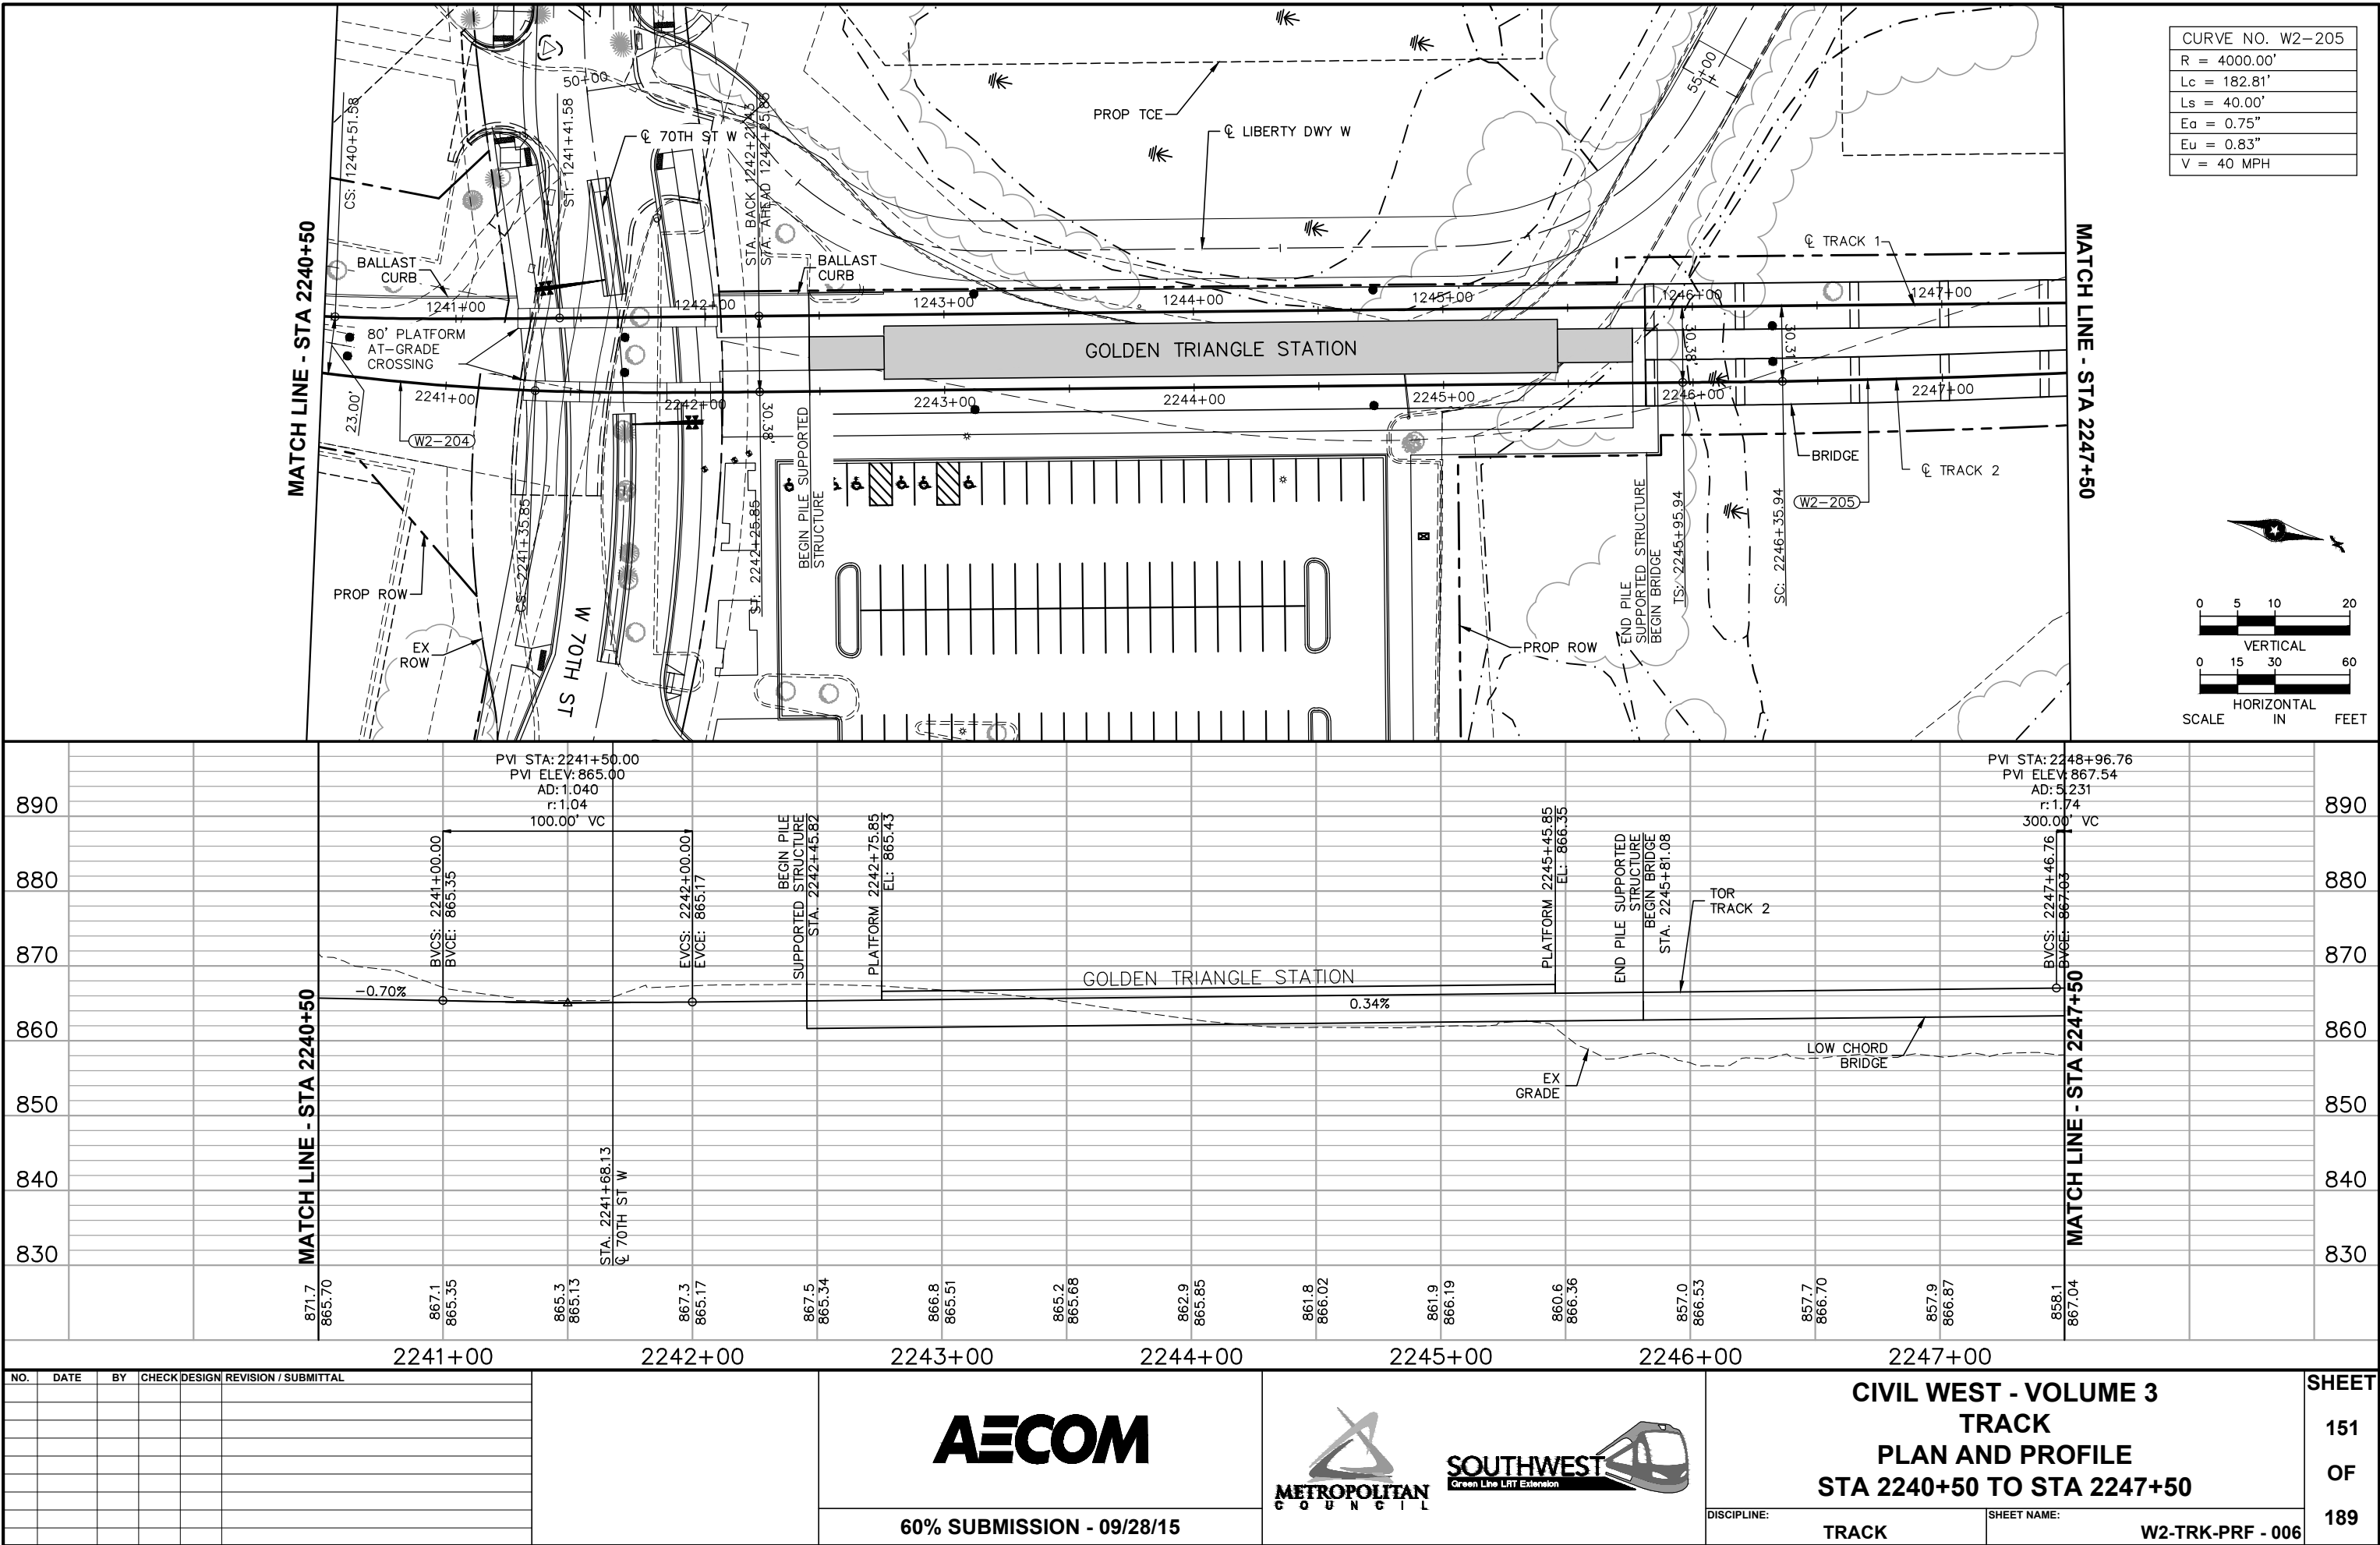 CURVE NO. W2-205
R = 4000.00'
Lc = 182.81'
Ls = 40.00'
Ea = 0.75"
Eu = 0.83"
V = 40 MPH
MATCH LINE - STA 2240+50
CS: 1240+51.58
50+00
ST: 1241+41.58
℄ 70TH ST W
STA. BACK 1242+21.43
STA. AHEAD 1242+25.85
PROP TCE
℄ LIBERTY DWY W
55+00
℄ TRACK 1
MATCH LINE - STA 2247+50
BALLAST
CURB
BALLAST
CURB
1241+00
1242+00
1243+00
1244+00
1245+00
1246+00
1247+00
80' PLATFORM
AT-GRADE
CROSSING
GOLDEN TRIANGLE STATION
30.38'
30.31'
23.00'
2241+00
2242+00
2243+00
2244+00
2245+00
2246+00
2247+00
W2-204
30.38'
BRIDGE
℄ TRACK 2
W2-205
CS: 2241+35.85
ST: 2242+25.85
BEGIN PILE SUPPORTED
STRUCTURE
END PILE
SUPPORTED STRUCTURE
BEGIN BRIDGE
TS: 2245+95.94
SC: 2246+35.94
PROP ROW
EX
ROW
W 70TH ST
PROP ROW
0 5 10 20
VERTICAL
0 15 30 60
HORIZONTAL
SCALE IN FEET
PVI STA: 2241+50.00
PVI ELEV: 865.00
AD: 1.040
r: 1.04
100.00' VC
BVCS: 2241+00.00
BVCE: 865.35
EVCS: 2242+00.00
EVCE: 865.17
BEGIN PILE
SUPPORTED STRUCTURE
STA. 2242+45.82
PLATFORM 2242+75.85
EL: 865.43
PLATFORM 2245+45.85
EL: 866.35
END PILE SUPPORTED
STRUCTURE
BEGIN BRIDGE
STA. 2245+81.08
TOR
TRACK 2
PVI STA: 2248+96.76
PVI ELEV: 867.54
AD: 5.231
r: 1.74
300.00' VC
BVCS: 2247+46.76
BVCE: 867.03
890
880
870
860
850
840
830
890
880
870
860
850
840
830
-0.70%
GOLDEN TRIANGLE STATION
0.34%
LOW CHORD
BRIDGE
EX
GRADE
MATCH LINE - STA 2240+50
MATCH LINE - STA 2247+50
STA. 2241+68.13
℄ 70TH ST W
871.7
865.70
867.1
865.35
865.3
865.13
867.3
865.17
867.5
865.34
866.8
865.51
865.2
865.68
862.9
865.85
861.8
866.02
861.9
866.19
860.6
866.36
857.0
866.53
857.7
866.70
857.9
866.87
858.1
867.04
2241+00
2242+00
2243+00
2244+00
2245+00
2246+00
2247+00
NO. DATE BY CHECK DESIGN REVISION / SUBMITTAL
AECOM
60% SUBMISSION - 09/28/15
METROPOLITAN
COUNCIL
SOUTHWEST
Green Line LRT Extension
CIVIL WEST - VOLUME 3
TRACK
PLAN AND PROFILE
STA 2240+50 TO STA 2247+50
DISCIPLINE:
TRACK
SHEET NAME:
W2-TRK-PRF - 006
SHEET
151
OF
189